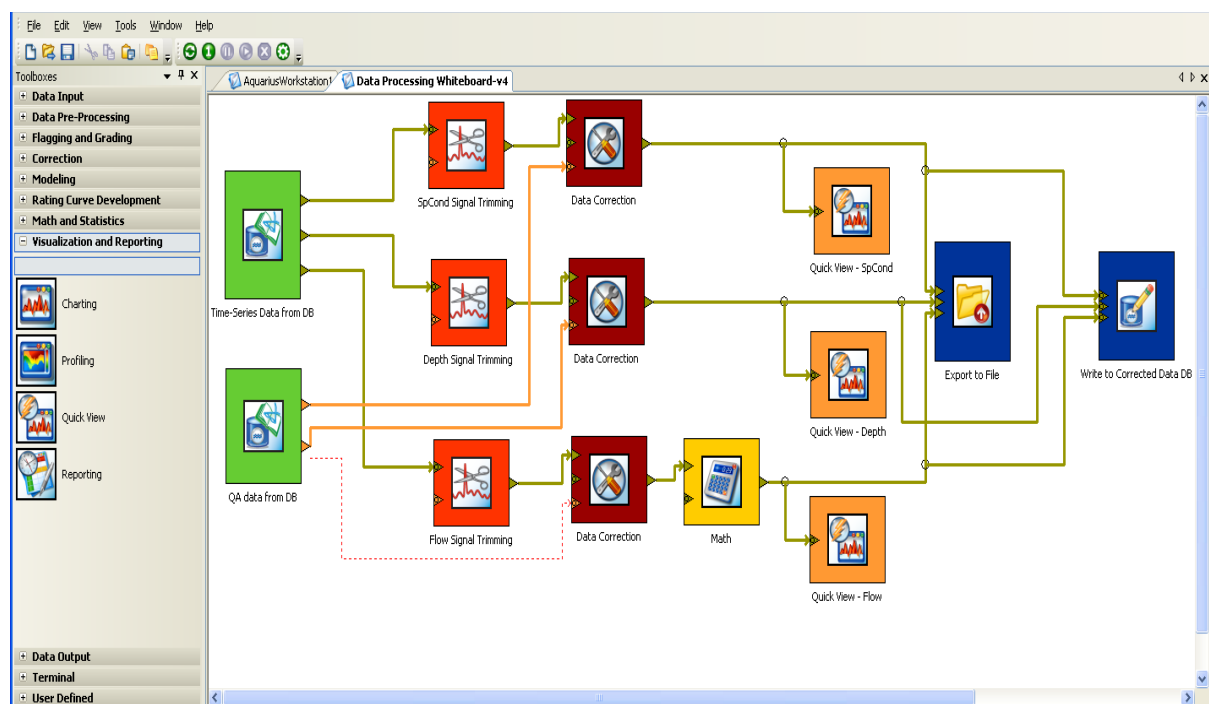 File Edit View Tools Window Help
Toolboxes
AquariusWorkstation1
Data Processing Whiteboard-v4
Data Input
Data Pre-Processing
Flagging and Grading
Correction
Modeling
Rating Curve Development
Math and Statistics
Visualization and Reporting
Charting
Profiling
Quick View
Reporting
Data Output
Terminal
User Defined
SpCond Signal Trimming
Data Correction
Quick View - SpCond
Time-Series Data from DB
Depth Signal Trimming
Data Correction
Export to File
Write to Corrected Data DB
Quick View - Depth
QA data from DB
Flow Signal Trimming
Data Correction
Math
Quick View - Flow